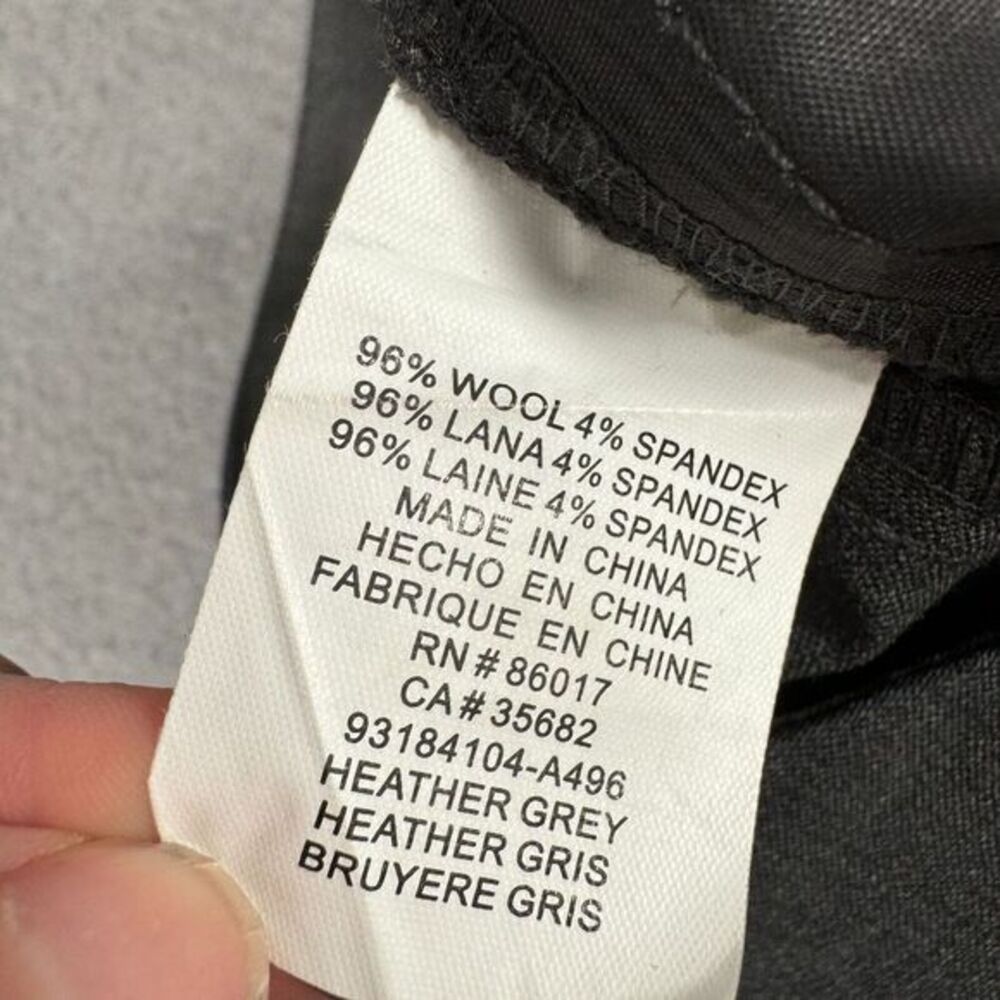 96% WOOL 4% SPANDEX
96% LANA 4% SPANDEX
96% LAINE 4% SPANDEX
MADE IN CHINA
HECHO EN CHINA
FABRIQUE EN CHINE
RN # 86017
CA # 35682
93184104-A496
HEATHER GREY
HEATHER GRIS
BRUYERE GRIS